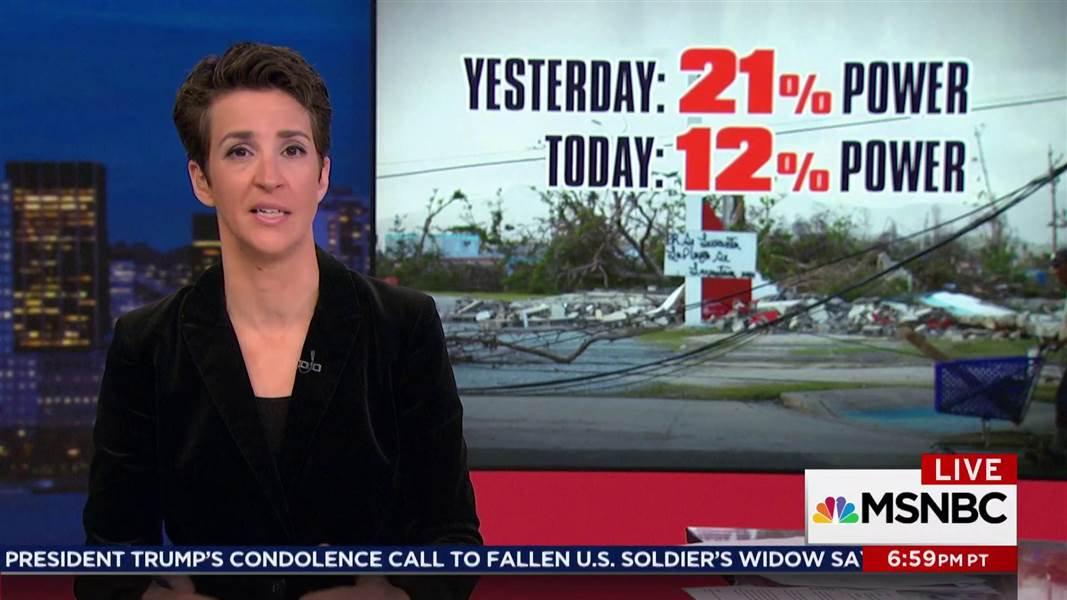 YESTERDAY: 21% POWER
TODAY: 12% POWER
LIVE
MSNBC
PRESIDENT TRUMP'S CONDOLENCE CALL TO FALLEN U.S. SOLDIER'S WIDOW SA
6:59PM PT